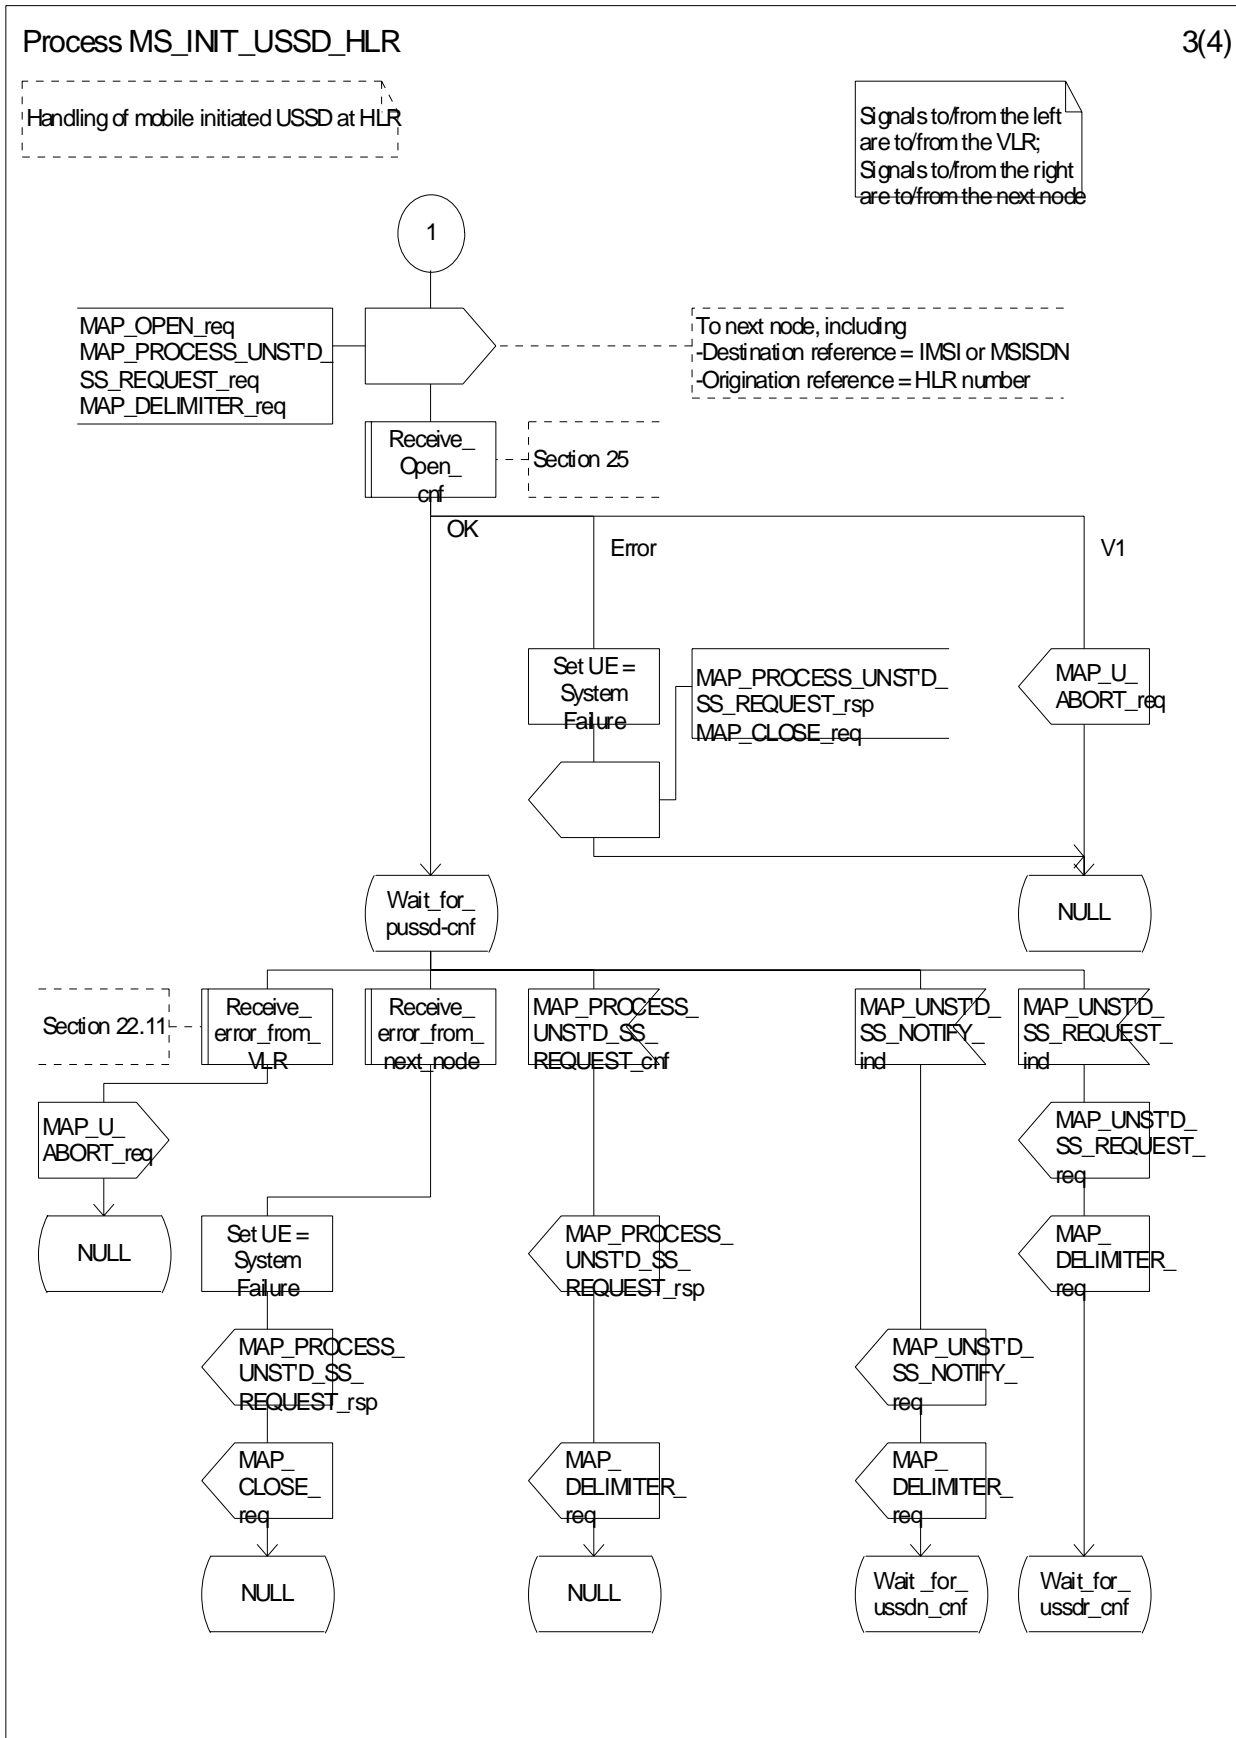 Process MS_INIT_USSD_HLR
3(4)
Handling of mobile initiated USSD at HLR
Signals to/from the left
are to/from the VLR;
Signals to/from the right
are to/from the next node
1
MAP_OPEN_req
MAP_PROCESS_UNST'D_
SS_REQUEST_req
MAP_DELIMITER_req
To next node, including
-Destination reference = IMSI or MSISDN
-Origination reference = HLR number
Receive_
Open_
cnf
Section 25
OK
Error
V1
Set UE =
System
Failure
MAP_PROCESS_UNST'D_
SS_REQUEST_rsp
MAP_CLOSE_req
MAP_U_
ABORT_req
Wait_for_
pussd-cnf
NULL
Section 22.11
Receive_
error_from_
VLR
Receive_
error_from_
next_node
MAP_PROCESS_
UNST'D_SS_
REQUEST_cnf
MAP_UNST'D_
SS_NOTIFY_
ind
MAP_UNST'D_
SS_REQUEST_
ind
MAP_U_
ABORT_req
MAP_UNST'D_
SS_REQUEST_
req
NULL
Set UE =
System
Failure
MAP_PROCESS_
UNST'D_SS_
REQUEST_rsp
MAP_
DELIMITER_
req
MAP_PROCESS_
UNST'D_SS_
REQUEST_rsp
MAP_UNST'D_
SS_NOTIFY_
req
MAP_
CLOSE_
req
MAP_
DELIMITER_
req
MAP_
DELIMITER_
req
NULL
NULL
Wait _for_
ussdn_cnf
Wait_for_
ussdr_cnf